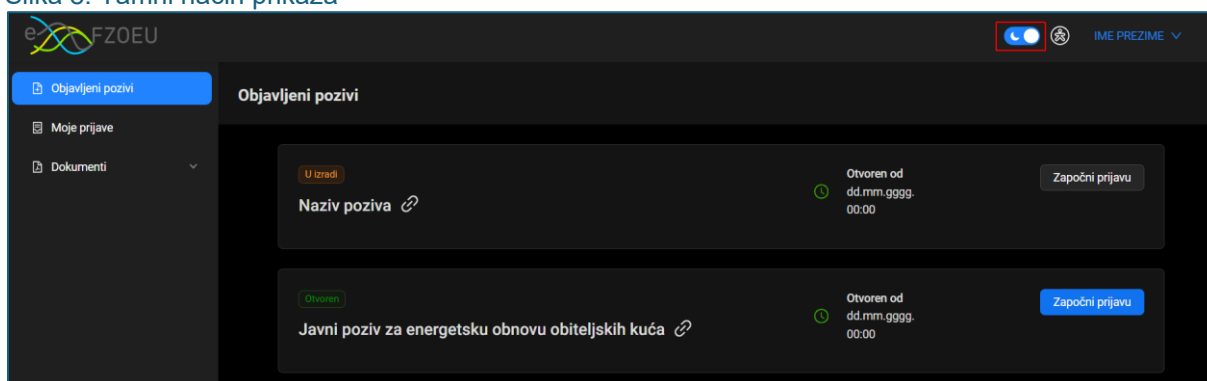 Slika 3. Tamni način prikaza
e FZOEU
IME PREZIME
Objavljeni pozivi
Moje prijave
Dokumenti
Objavljeni pozivi
U izradi
Naziv poziva
Otvoren od
dd.mm.gggg.
00:00
Započni prijavu
Otvoren
Javni poziv za energetsku obnovu obiteljskih kuća
Otvoren od
dd.mm.gggg.
00:00
Započni prijavu